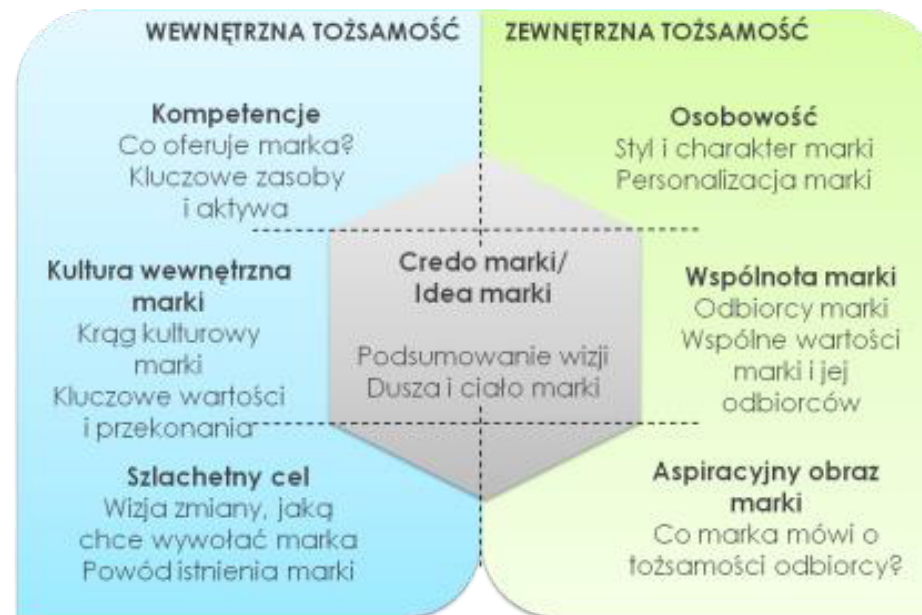 WEWNĘTRZNA TOŻSAMOŚĆ
Kompetencje
Co oferuje marka?
Kluczowe zasoby
i aktywa
Kultura wewnętrzna
marki
Krąg kulturowy
marki
Kluczowe wartości
i przekonania
Szlachetny cel
Wizja zmiany, jaką
chce wywołać marka
Powód istnienia marki
Credo marki/
Idea marki
Podsumowanie wizji
Dusza i ciało marki
ZEWNĘTRZNA TOŻSAMOŚĆ
Osobowość
Styl i charakter marki
Personalizacja marki
Wspólnota marki
Odbiorcy marki
Wspólne wartości
marki i jej
odbiorców
Aspiracyjny obraz
marki
Co marka mówi o
tożsamości odbiorcy?